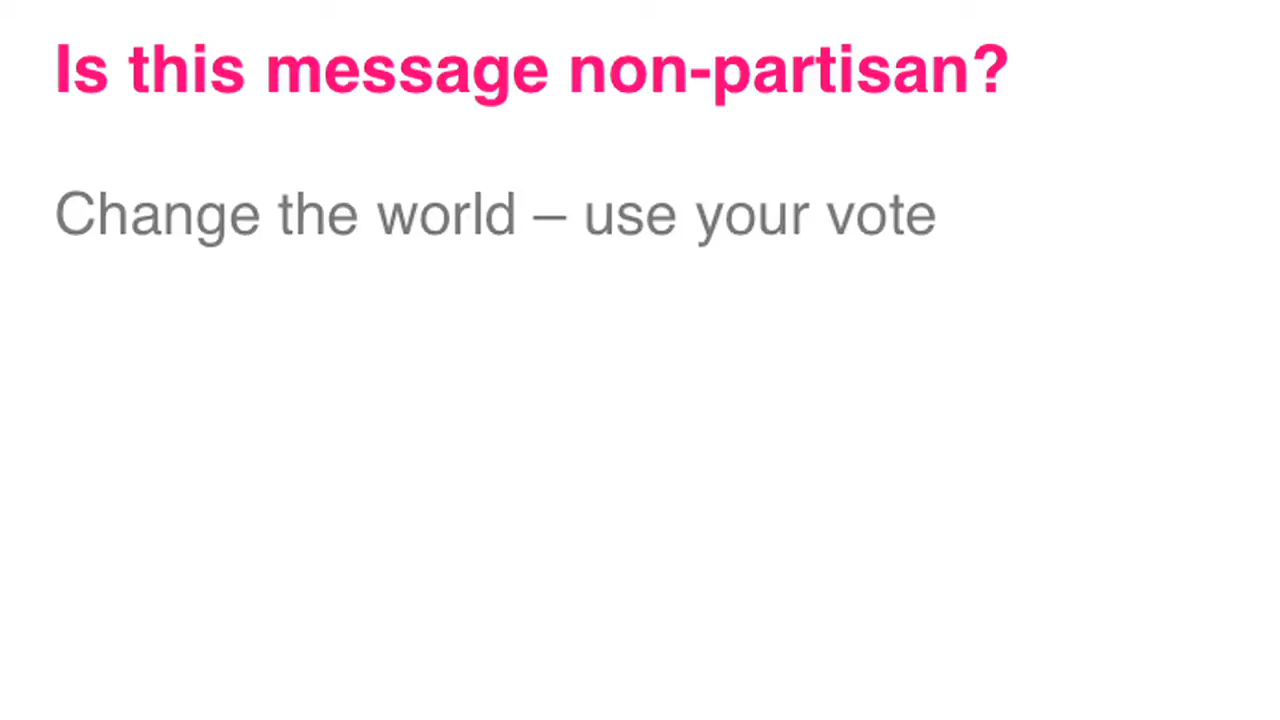 Is this message non-partisan?
Change the world – use your vote